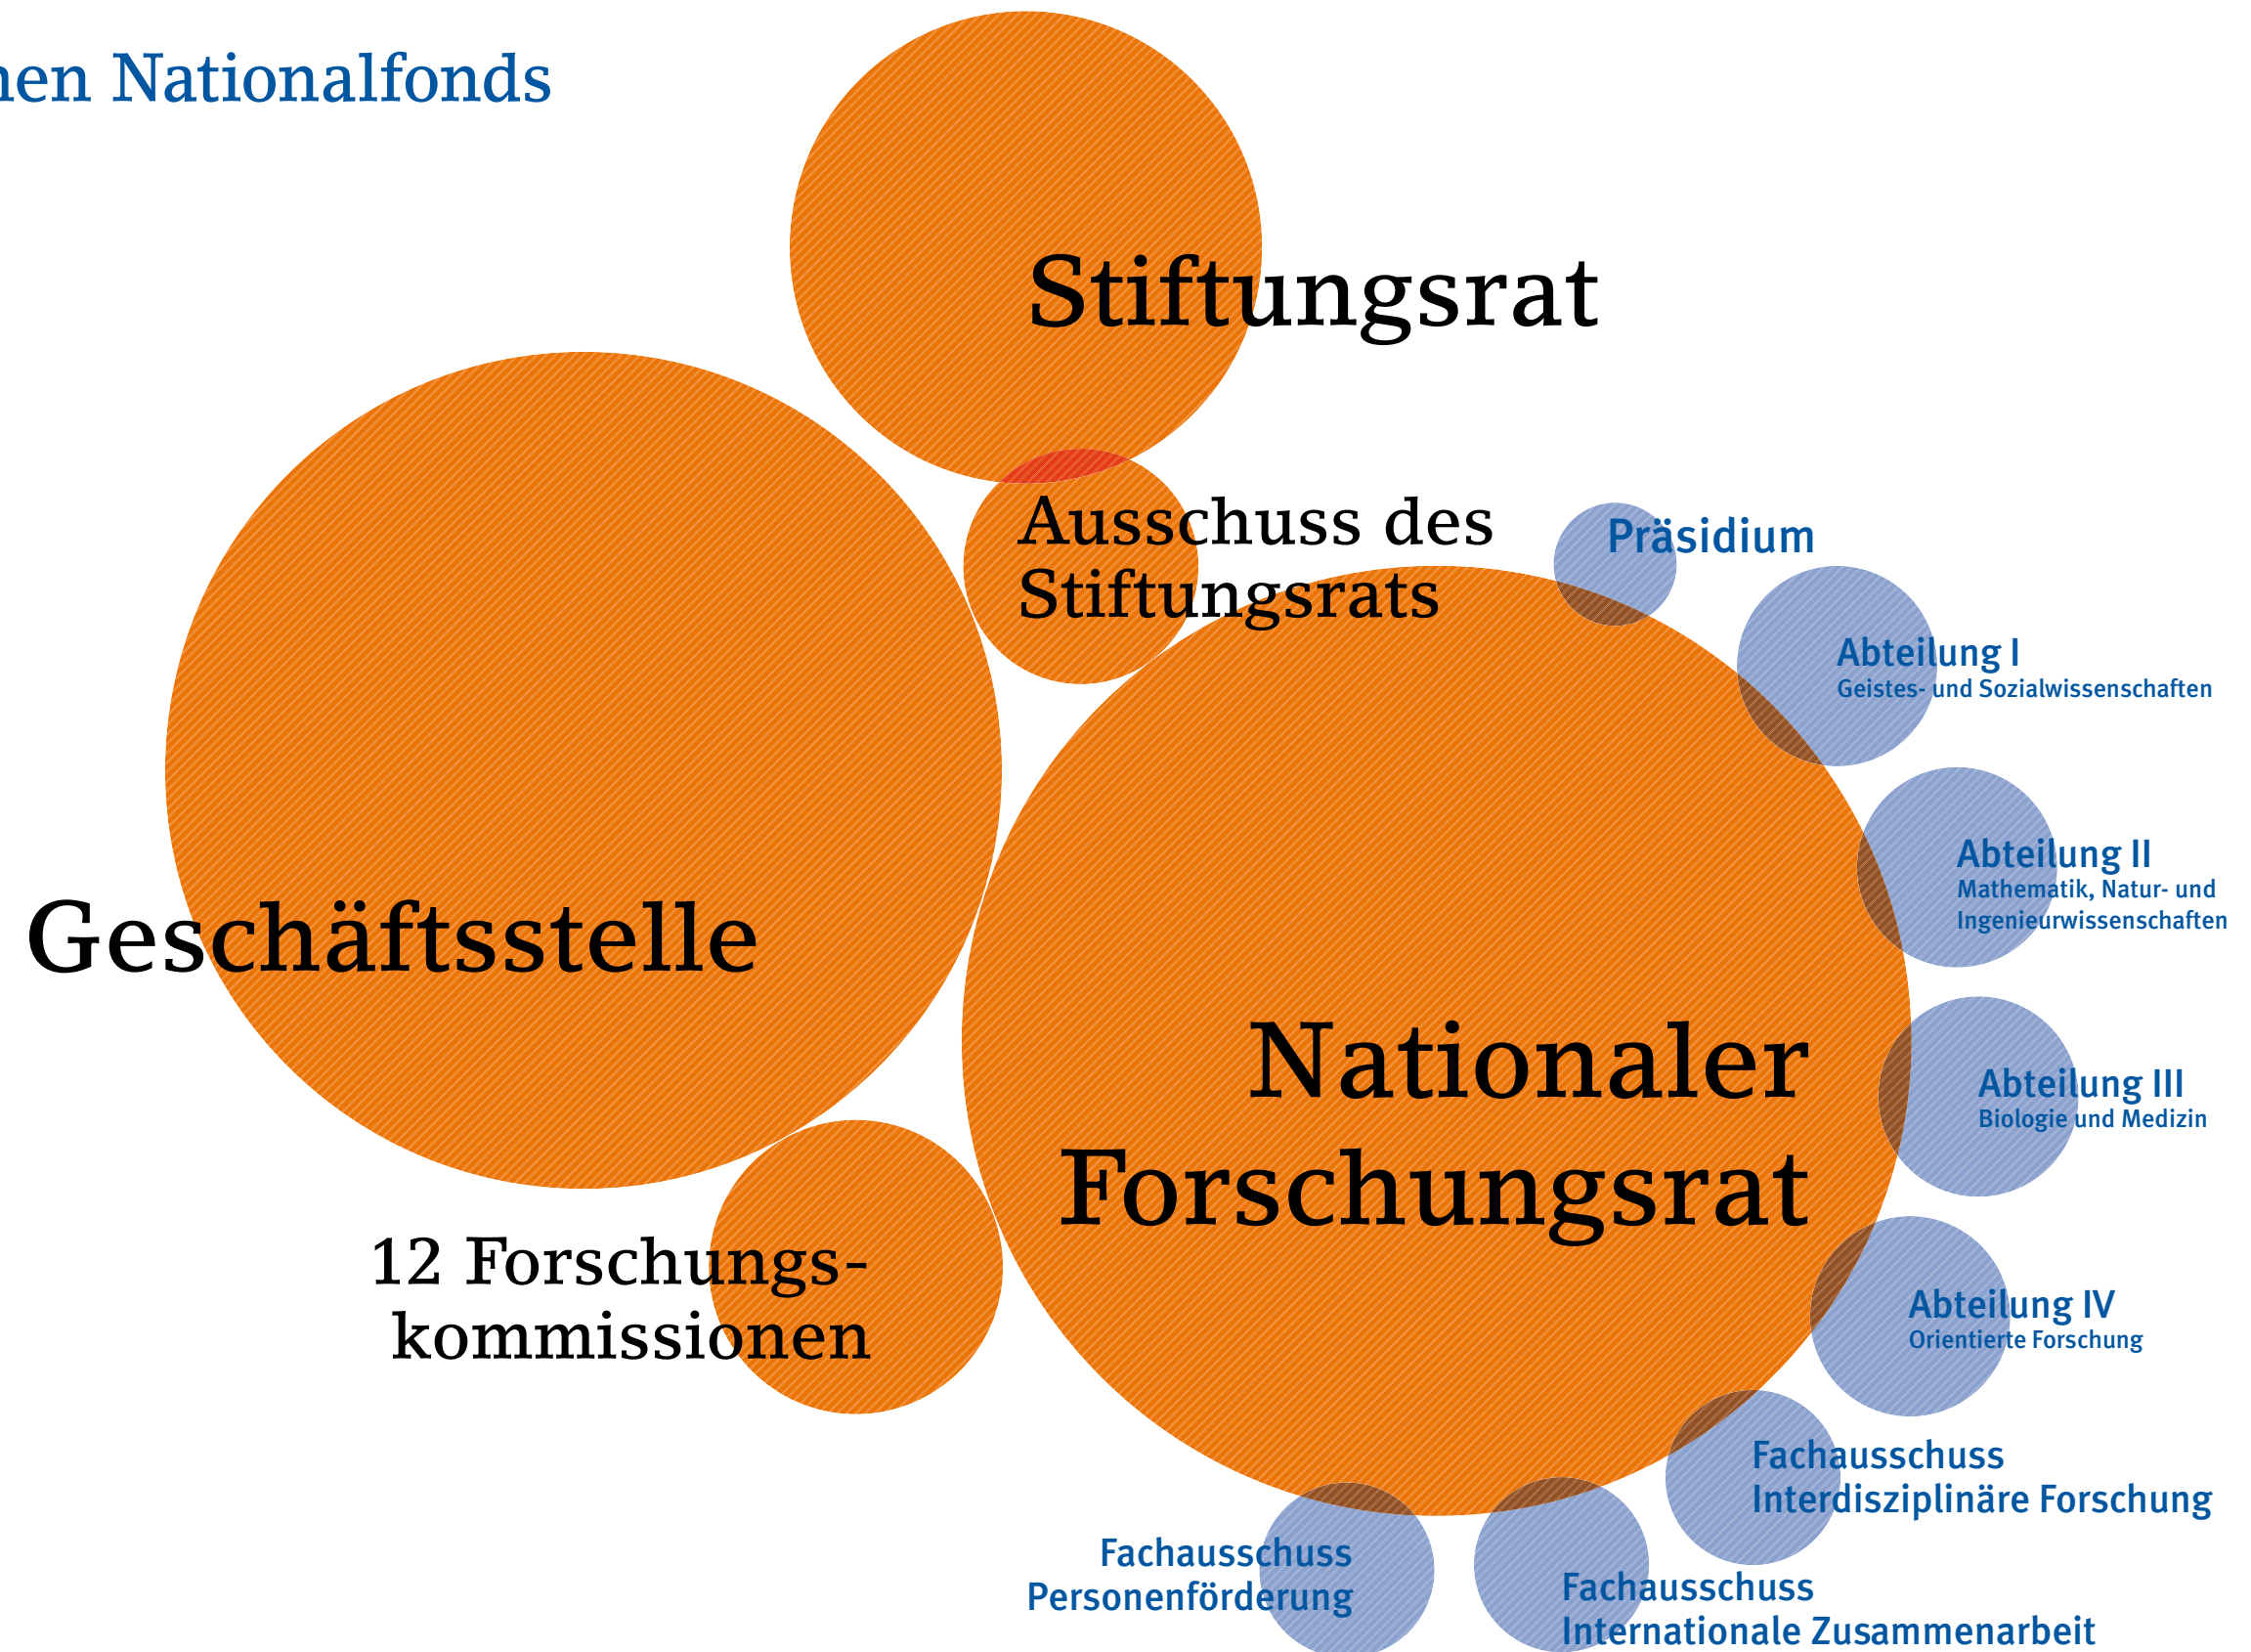 en Nationalfonds
Stiftungsrat
Ausschuss des
Stiftungsrats
Präsidium
Abteilung I
Geistes- und Sozialwissenschaften
Abteilung II
Mathematik, Natur- und
Ingenieurwissenschaften
Geschäftsstelle
Nationaler
Forschungsrat
Abteilung III
Biologie und Medizin
12 Forschungs-
kommissionen
Abteilung IV
Orientierte Forschung
Fachausschuss
Interdisziplinäre Forschung
Fachausschuss
Personenförderung
Fachausschuss
Internationale Zusammenarbeit